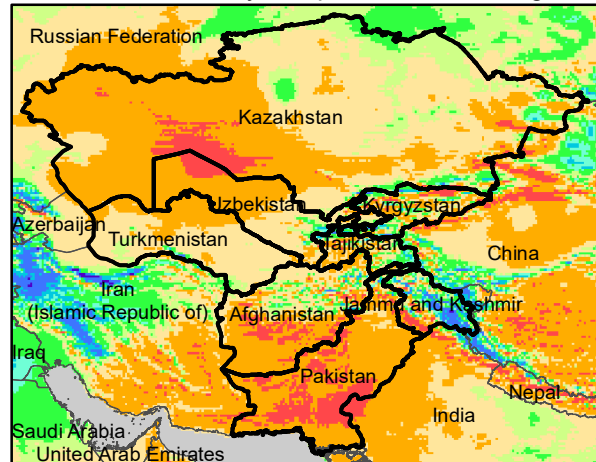 Russian Federation
Kazakhstan
Uzbekistan
Kyrgyzstan
Azerbaijan
Turkmenistan
Tajikistan
China
Iran
(Islamic Republic of)
Jammu and Kashmir
Afghanistan
Iraq
Pakistan
Nepal
India
Saudi Arabia
United Arab Emirates